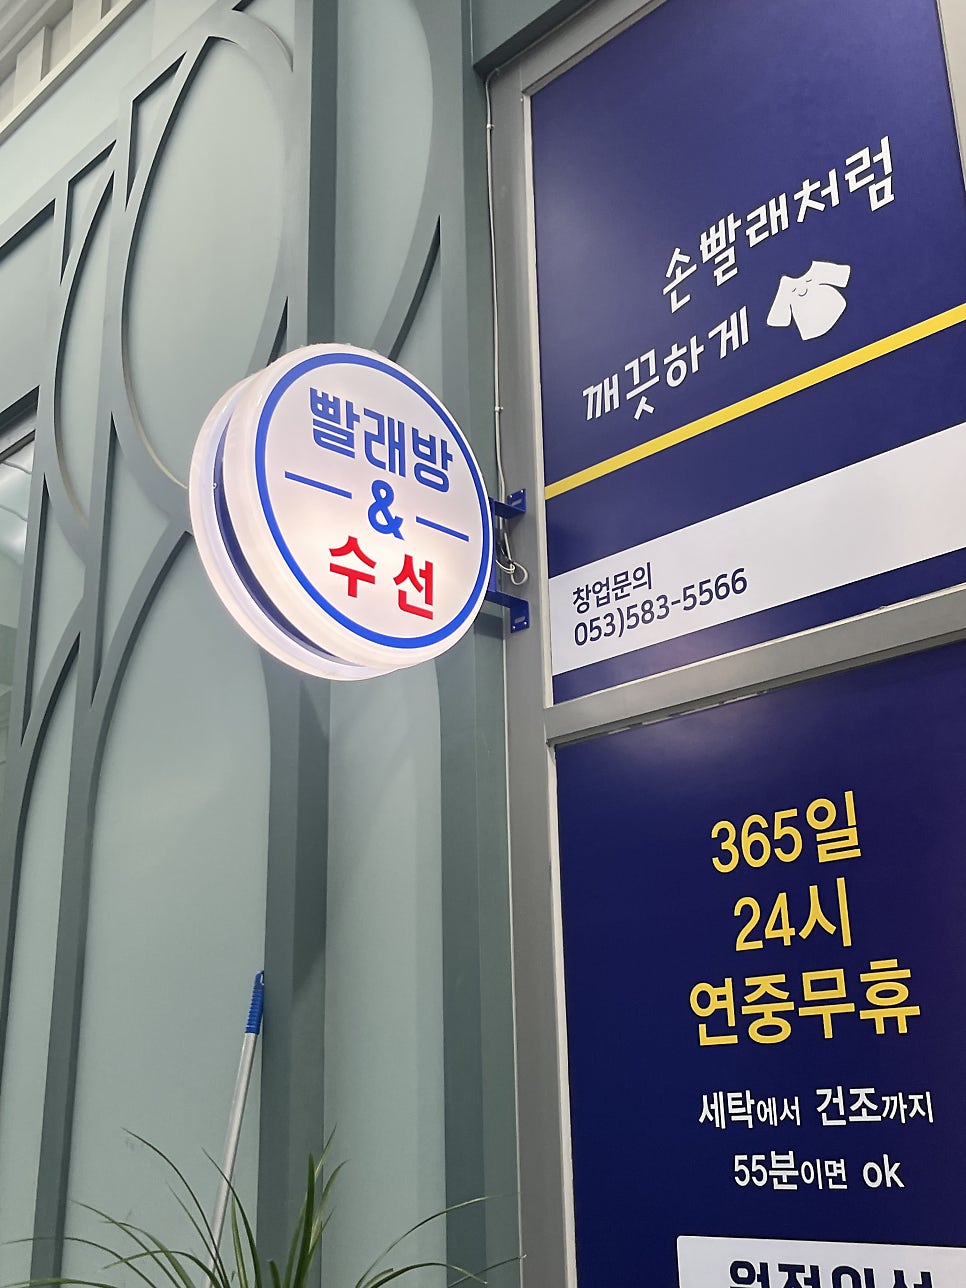 빨래방
&
수선
손빨래처럼
깨끗하게
창업문의
053)583-5566
365일
24시
연중무휴
세탁에서 건조까지
55분이면 ok